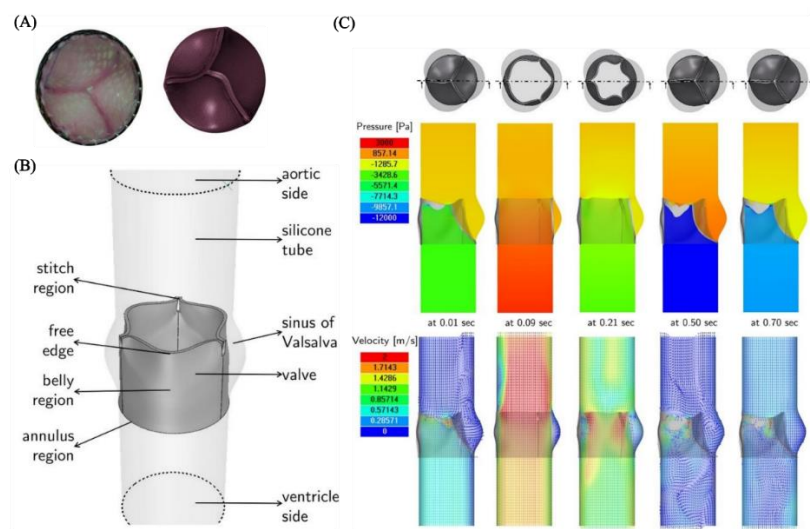 (A)
(B)
aortic
side
silicone
tube
stitch
region
free
edge
sinus of
Valsalva
belly
region
valve
annulus
region
ventricle
side
(C)
Pressure [Pa]
857.14
-1285.7
-3428.6
-5571.4
-7714.3
-9857.1
-12000
at 0.01 sec at 0.09 sec at 0.21 sec at 0.50 sec at 0.70 sec
Velocity [m/s]
2
1.7143
1.4286
1.1429
0.85714
0.57143
0.28571
0